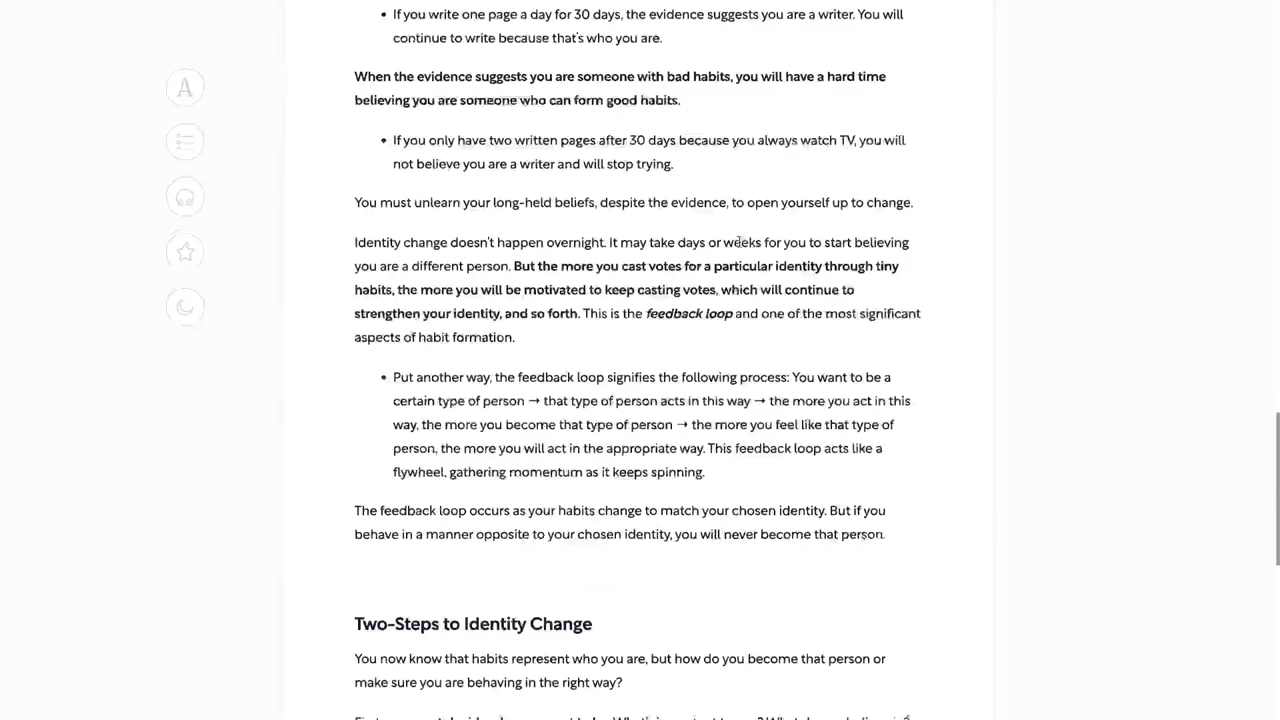 • If you write one page a day for 30 days, the evidence suggests you are a writer. You will
continue to write because that's who you are.
When the evidence suggests you are someone with bad habits, you will have a hard time
believing you are someone who can form good habits.
• If you only have two written pages after 30 days because you always watch TV, you will
not believe you are a writer and will stop trying.
You must unlearn your long-held beliefs, despite the evidence, to open yourself up to change.
Identity change doesn't happen overnight. It may take days or weeks for you to start believing
you are a different person. But the more you cast votes for a particular identity through tiny
habits, the more you will be motivated to keep casting votes, which will continue to
strengthen your identity, and so forth. This is the feedback loop and one of the most significant
aspects of habit formation.
• Put another way, the feedback loop signifies the following process: You want to be a
certain type of person → that type of person acts in this way → the more you act in this
way, the more you become that type of person → the more you feel like that type of
person, the more you will act in the appropriate way. This feedback loop acts like a
flywheel, gathering momentum as it keeps spinning.
The feedback loop occurs as your habits change to match your chosen identity. But if you
behave in a manner opposite to your chosen identity, you will never become that person.
Two-Steps to Identity Change
You now know that habits represent who you are, but how do you become that person or
make sure you are behaving in the right way?